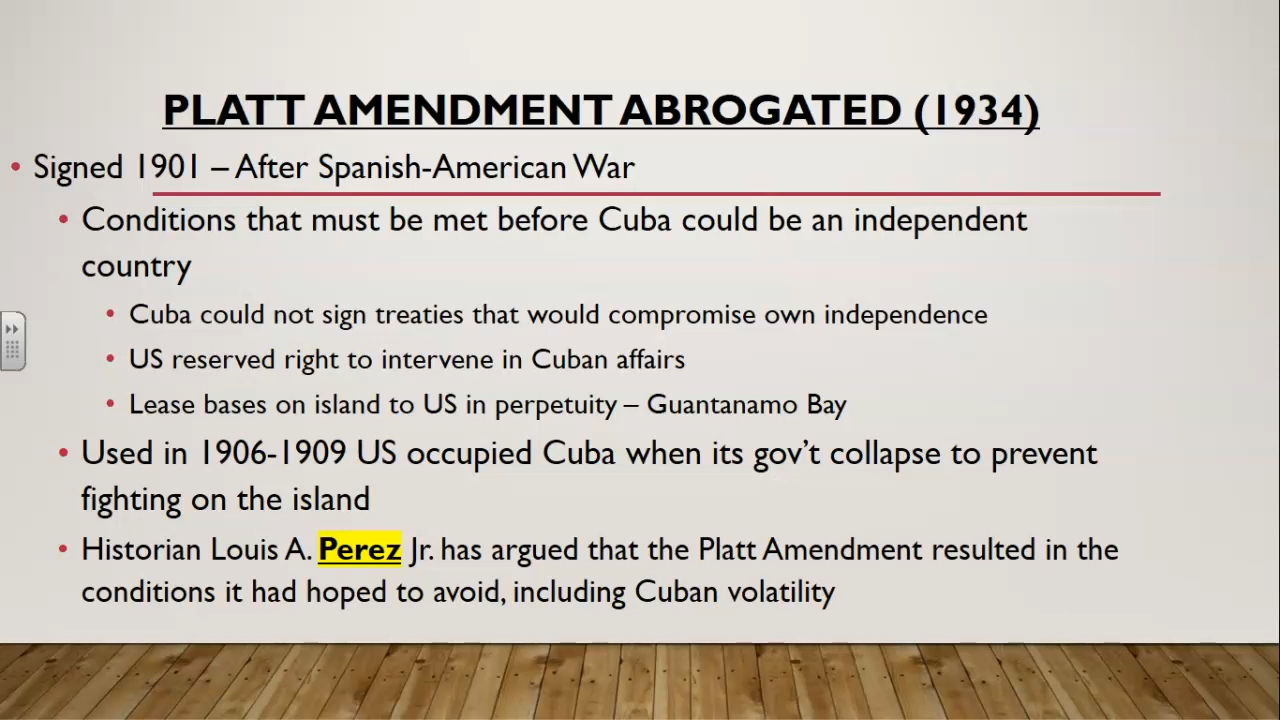 PLATT AMENDMENT ABROGATED (1934)
• Signed 1901 – After Spanish-American War
• Conditions that must be met before Cuba could be an independent
country
• Cuba could not sign treaties that would compromise own independence
• US reserved right to intervene in Cuban affairs
• Lease bases on island to US in perpetuity – Guantanamo Bay
• Used in 1906-1909 US occupied Cuba when its gov’t collapse to prevent
fighting on the island
• Historian Louis A. Perez Jr. has argued that the Platt Amendment resulted in the
conditions it had hoped to avoid, including Cuban volatility